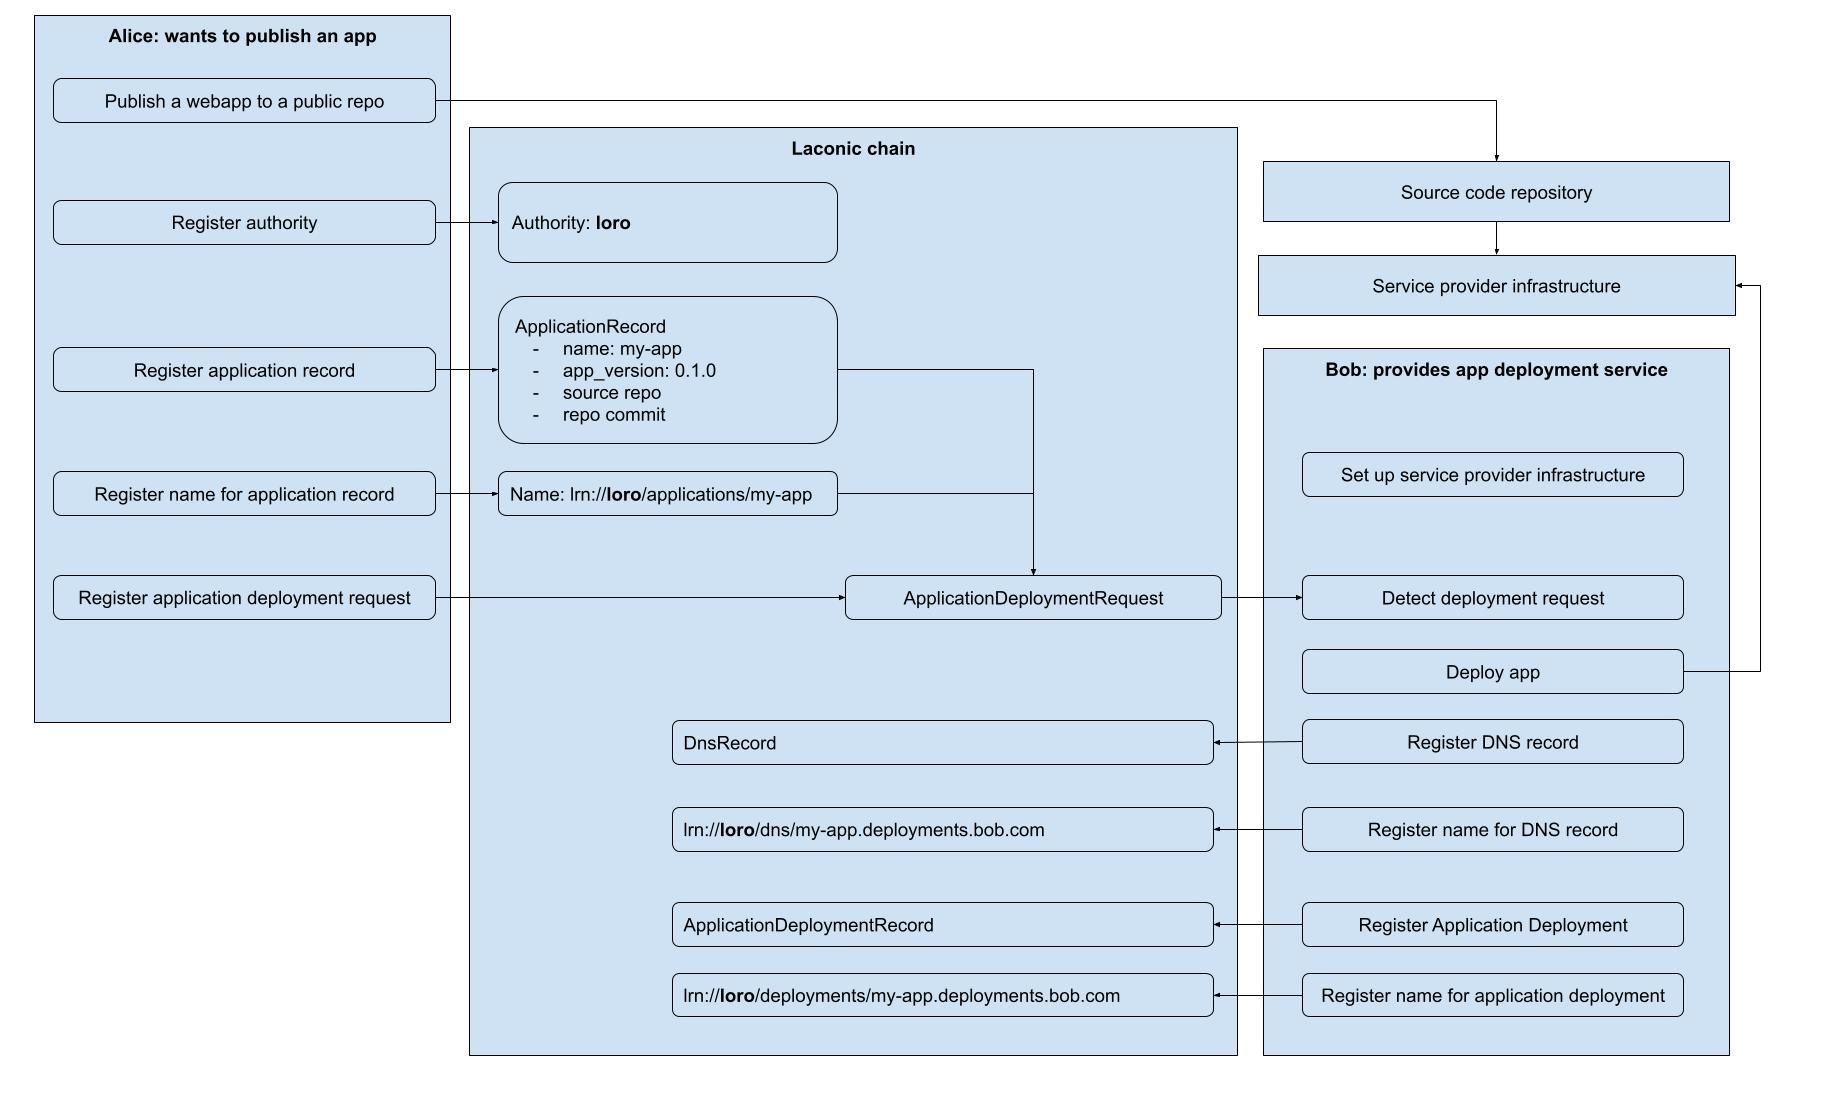 Alice: wants to publish an app
Publish a webapp to a public repo
Register authority
Register application record
Register name for application record
Register application deployment request
Laconic chain
Authority: loro
ApplicationRecord
- name: my-app
- app_version: 0.1.0
- source repo
- repo commit
Name: lrn://loro/applications/my-app
ApplicationDeploymentRequest
DnsRecord
lrn://loro/dns/my-app.deployments.bob.com
ApplicationDeploymentRecord
lrn://loro/deployments/my-app.deployments.bob.com
Source code repository
Service provider infrastructure
Bob: provides app deployment service
Set up service provider infrastructure
Detect deployment request
Deploy app
Register DNS record
Register name for DNS record
Register Application Deployment
Register name for application deployment